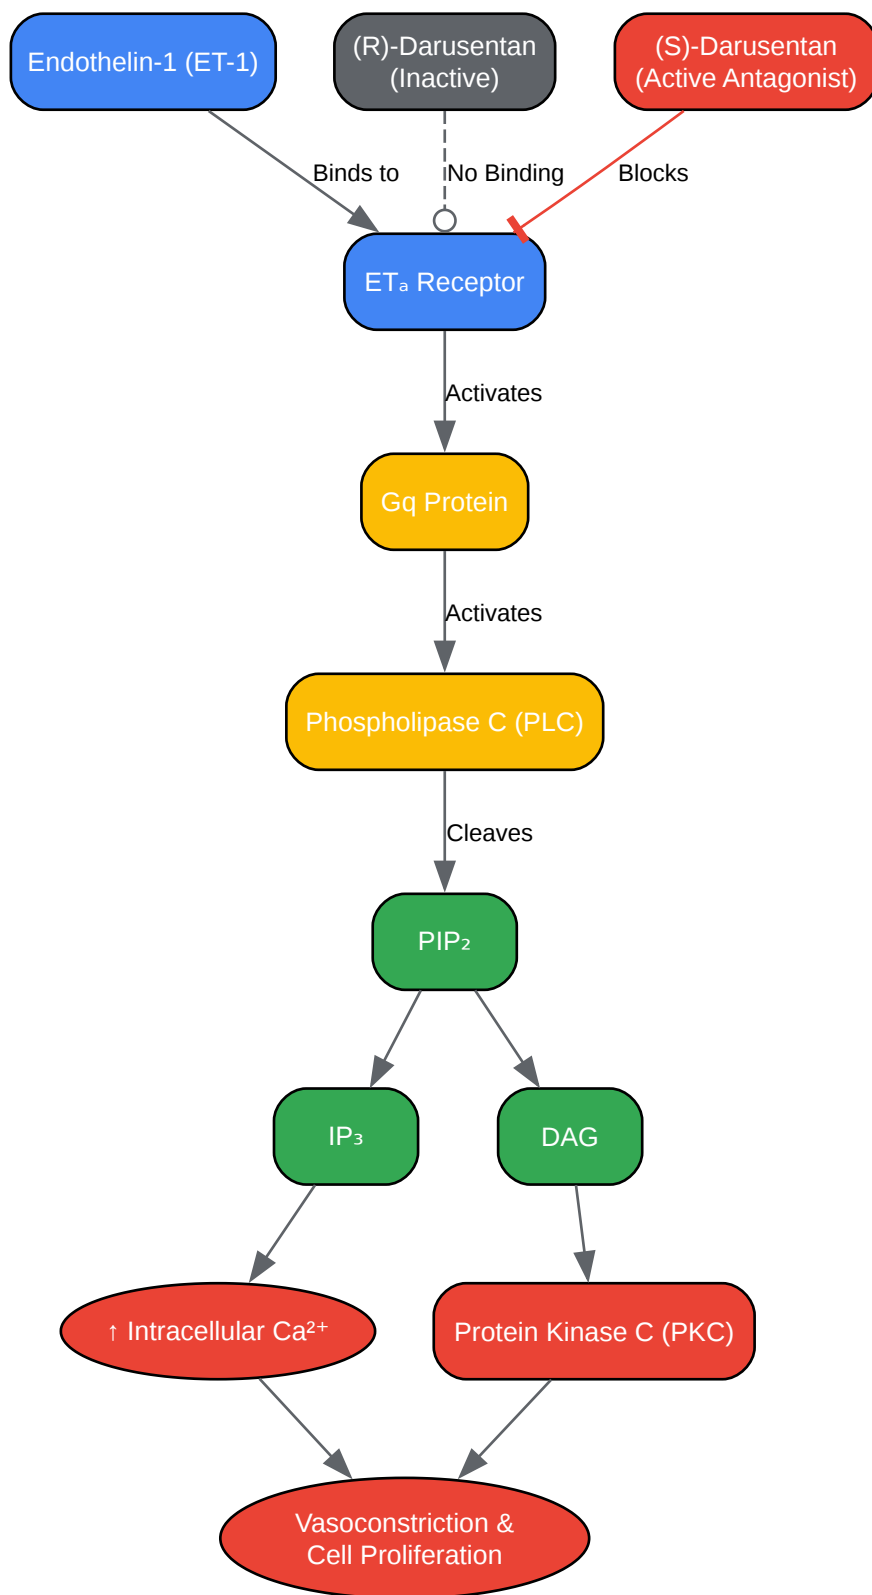 Endothelin-1 (ET-1)
(R)-Darusentan
(Inactive)
(S)-Darusentan
(Active Antagonist)
Binds to
No Binding
Blocks
ETₐ Receptor
Activates
Gq Protein
Activates
Phospholipase C (PLC)
Cleaves
PIP₂
IP₃
DAG
↑ Intracellular Ca²⁺
Protein Kinase C (PKC)
Vasoconstriction &
Cell Proliferation